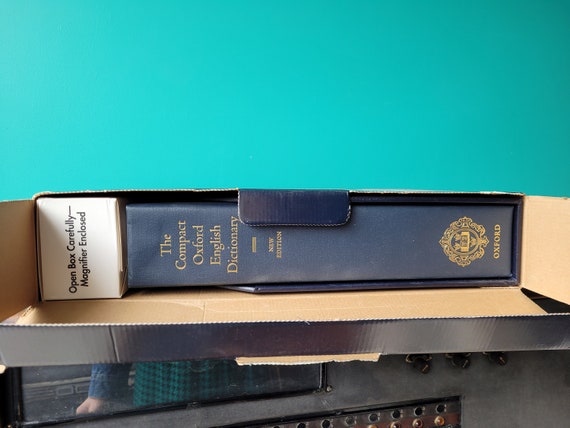 Open Box Carefully—
Magnifier Enclosed
The
Compact
Oxford
English
Dictionary
NEW
EDITION
OXFORD